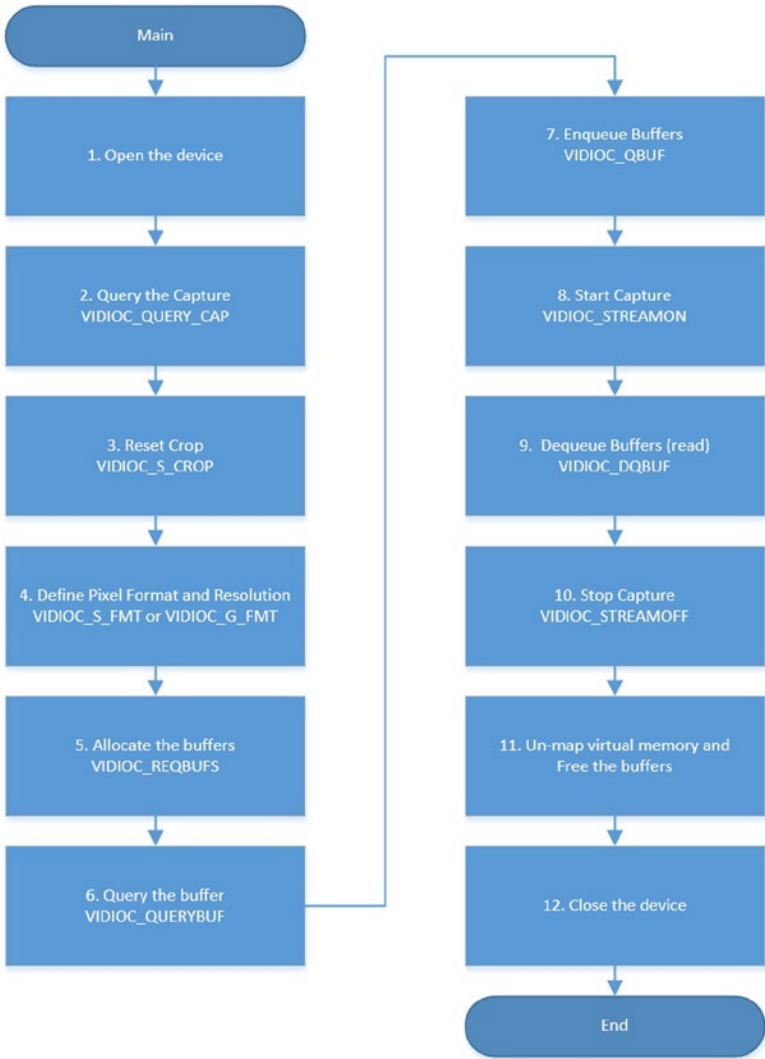 Main
1. Open the device
2. Query the Capture
VIDIOC_QUERY_CAP
3. Reset Crop
VIDIOC_S_CROP
4. Define Pixel Format and Resolution
VIDIOC_S_FMT or VIDIOC_G_FMT
5. Allocate the buffers
VIDIOC_REQBUFS
6. Query the buffer
VIDIOC_QUERYBUF
7. Enqueue Buffers
VIDIOC_QBUF
8. Start Capture
VIDIOC_STREAMON
9. Dequeue Buffers (read)
VIDIOC_DQBUF
10. Stop Capture
VIDIOC_STREAMOFF
11. Un-map virtual memory and
Free the buffers
12. Close the device
End